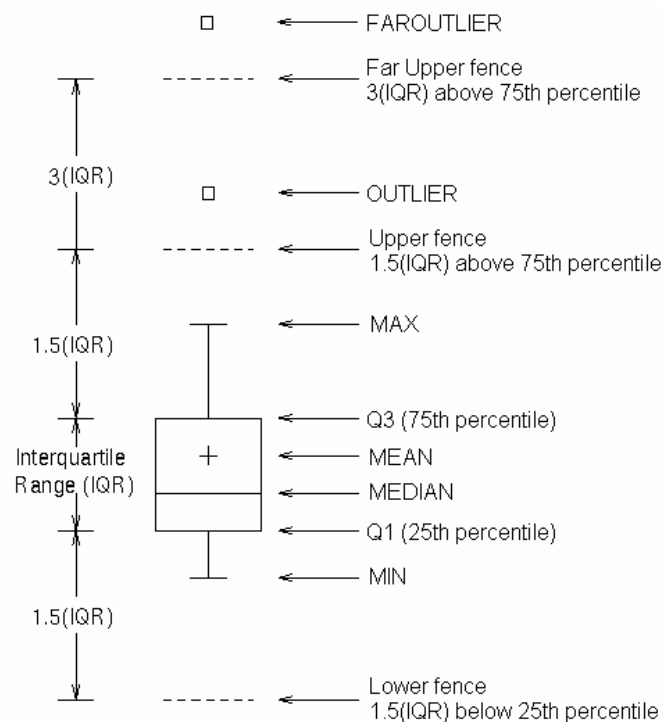 FAROUTLIER
Far Upper fence
3(IQR) above 75th percentile
3(IQR)
OUTLIER
Upper fence
1.5(IQR) above 75th percentile
MAX
1.5(IQR)
Q3 (75th percentile)
MEAN
Interquartile
Range (IQR)
MEDIAN
Q1 (25th percentile)
MIN
1.5(IQR)
Lower fence
1.5(IQR) below 25th percentile